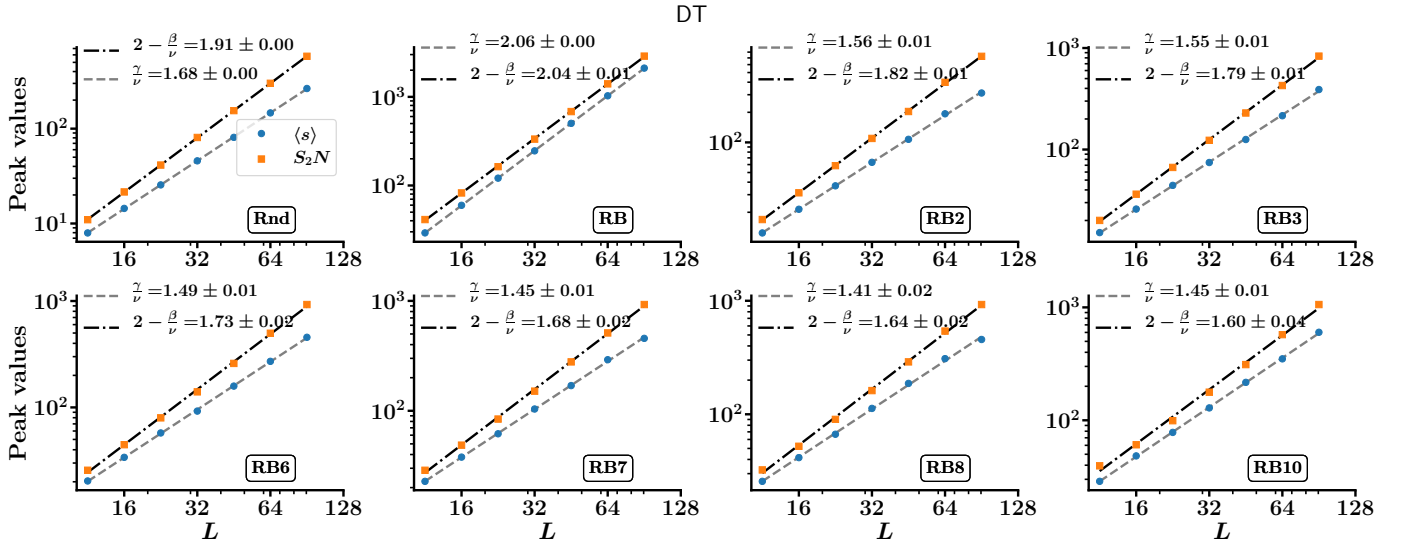 DT
Peak values
2 − β/ν =1.91 ± 0.00
γ/ν =1.68 ± 0.00
⟨s⟩
S₂N
Rnd
10²
10¹
16 32 64 128
γ/ν =2.06 ± 0.00
2 − β/ν =2.04 ± 0.01
RB
10³
10²
16 32 64 128
γ/ν =1.56 ± 0.01
2 − β/ν =1.82 ± 0.01
RB2
10²
16 32 64 128
γ/ν =1.55 ± 0.01
2 − β/ν =1.79 ± 0.01
RB3
10³
10²
16 32 64 128
Peak values
γ/ν =1.49 ± 0.01
2 − β/ν =1.73 ± 0.02
RB6
10³
10²
16 32 64 128
L
γ/ν =1.45 ± 0.01
2 − β/ν =1.68 ± 0.02
RB7
10³
10²
16 32 64 128
L
γ/ν =1.41 ± 0.02
2 − β/ν =1.64 ± 0.02
RB8
10³
10²
16 32 64 128
L
γ/ν =1.45 ± 0.01
2 − β/ν =1.60 ± 0.04
RB10
10³
10²
16 32 64 128
L